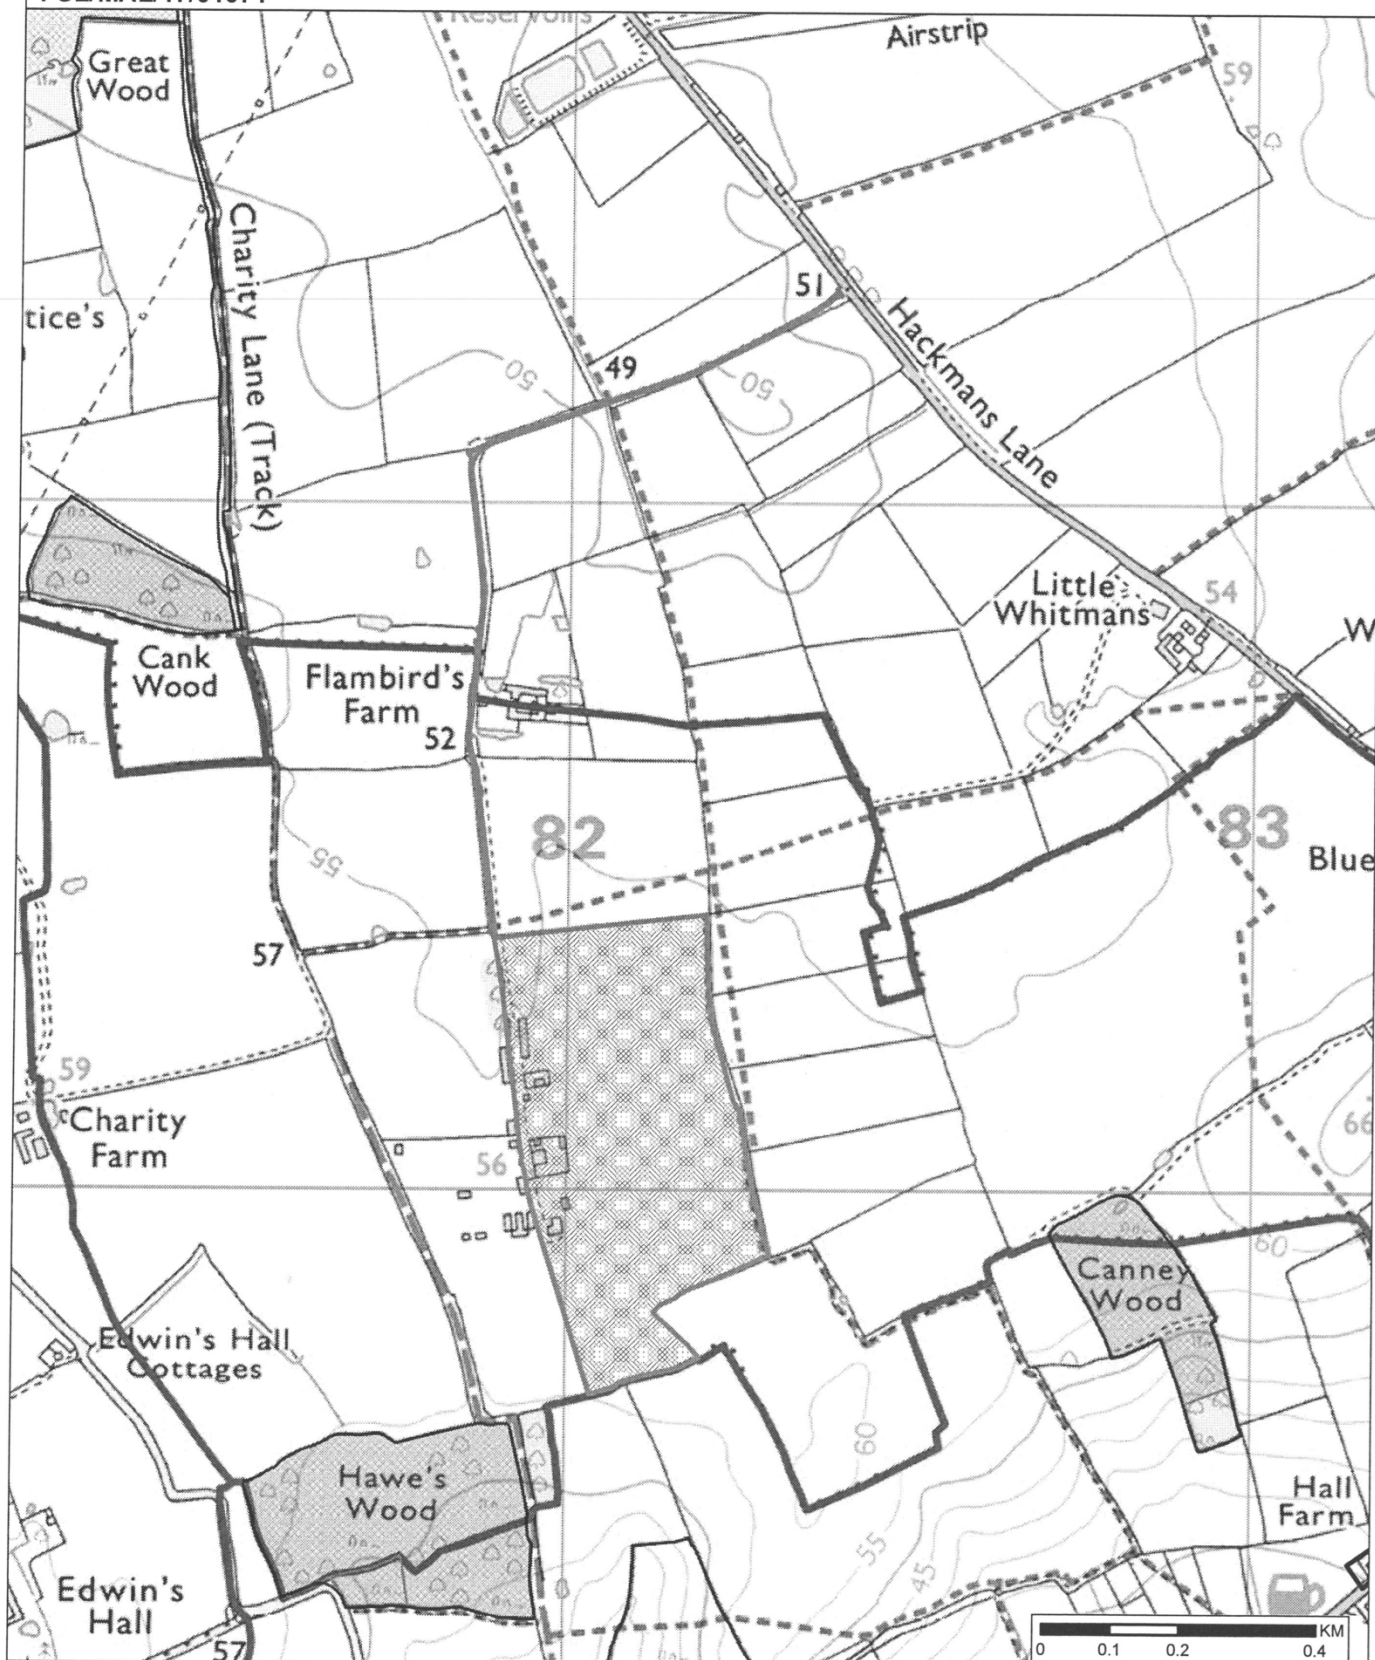 Reservoirs
Airstrip
Great
Wood
59
Charity Lane (Track)
51
tice's
Hackmans Lane
49
50
50
Little
Whitmans
54
W
Cank
Wood
Flambird's
Farm
52
82
83
Blue
55
57
59
Charity
Farm
56
66
60
Canney
Wood
Edwin's Hall
Cottages
60
Hawe's
Wood
Hall
Farm
55
45
Edwin's
Hall
57
KM
0 0.1 0.2 0.4